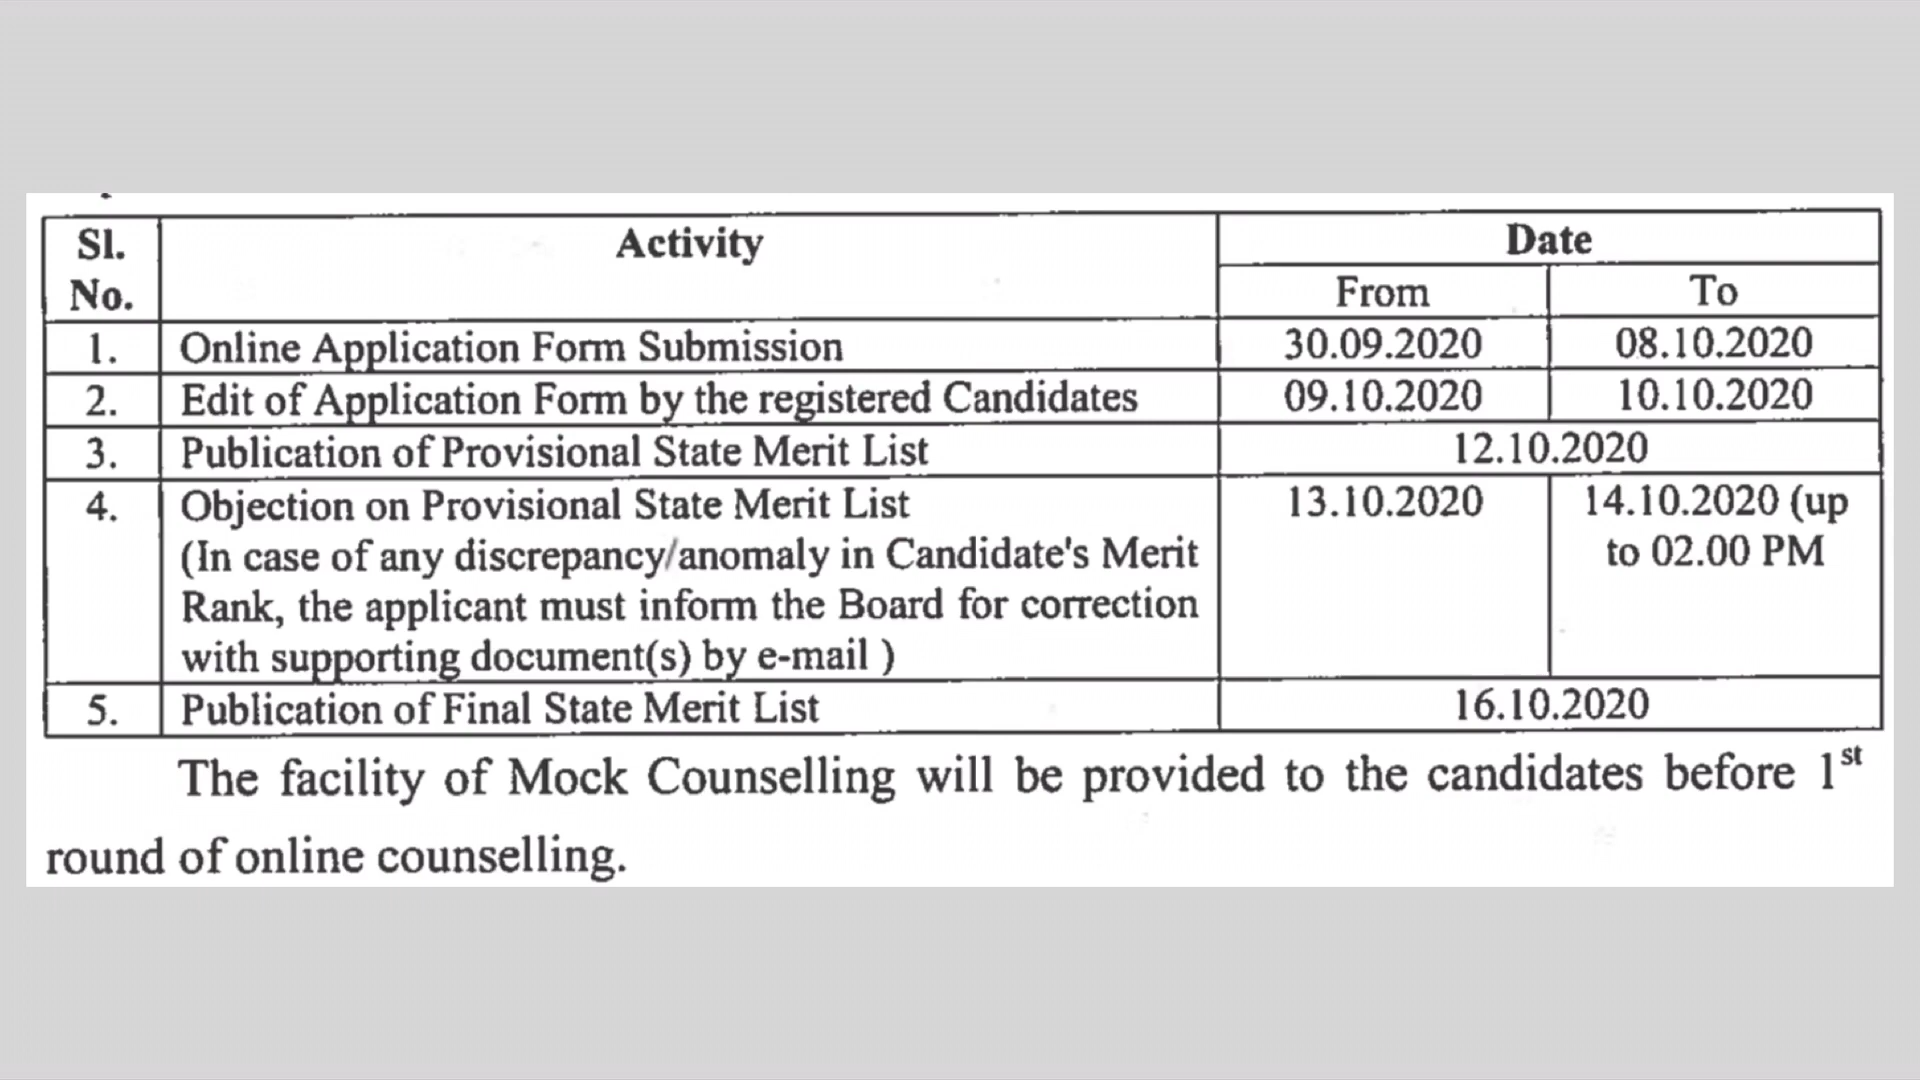 Sl.
No.
Activity
Date
From
To
1.
Online Application Form Submission
30.09.2020
08.10.2020
2.
Edit of Application Form by the registered Candidates
09.10.2020
10.10.2020
3.
Publication of Provisional State Merit List
12.10.2020
4.
Objection on Provisional State Merit List
(In case of any discrepancy/anomaly in Candidate's Merit
Rank, the applicant must inform the Board for correction
with supporting document(s) by e-mail )
13.10.2020
14.10.2020 (up
to 02.00 PM
5.
Publication of Final State Merit List
16.10.2020
The facility of Mock Counselling will be provided to the candidates before 1st
round of online counselling.